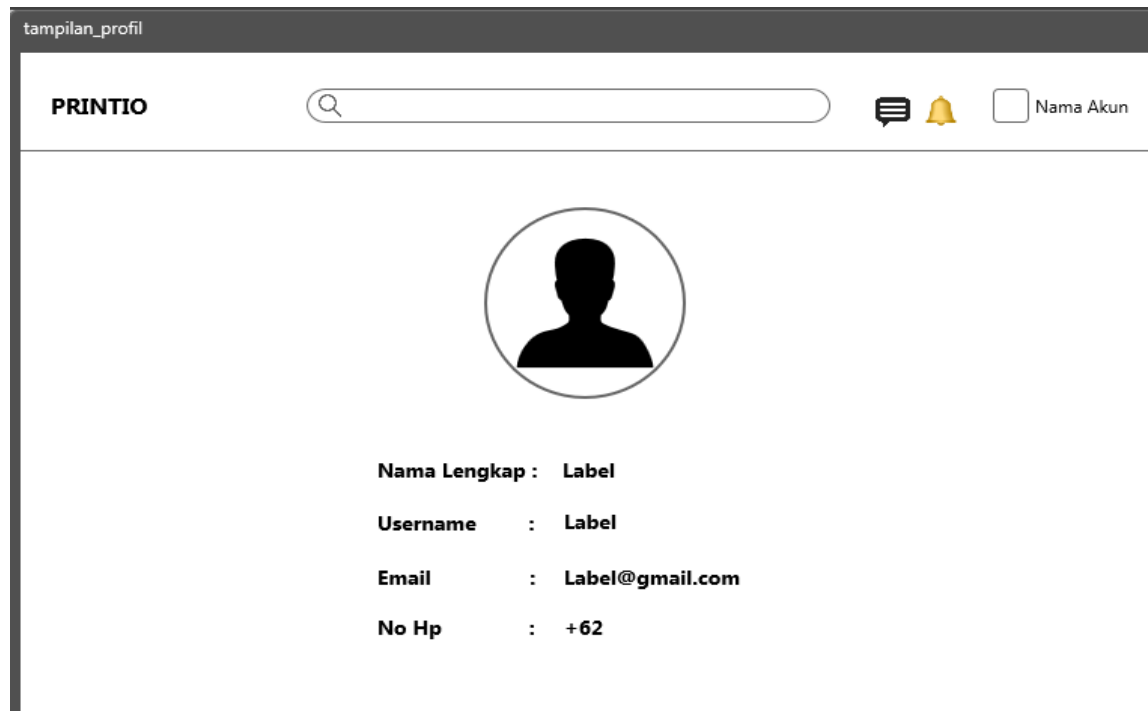 tampilan_profil
PRINTIO
Nama Akun
Nama Lengkap : Label
Username : Label
Email : Label@gmail.com
No Hp : +62